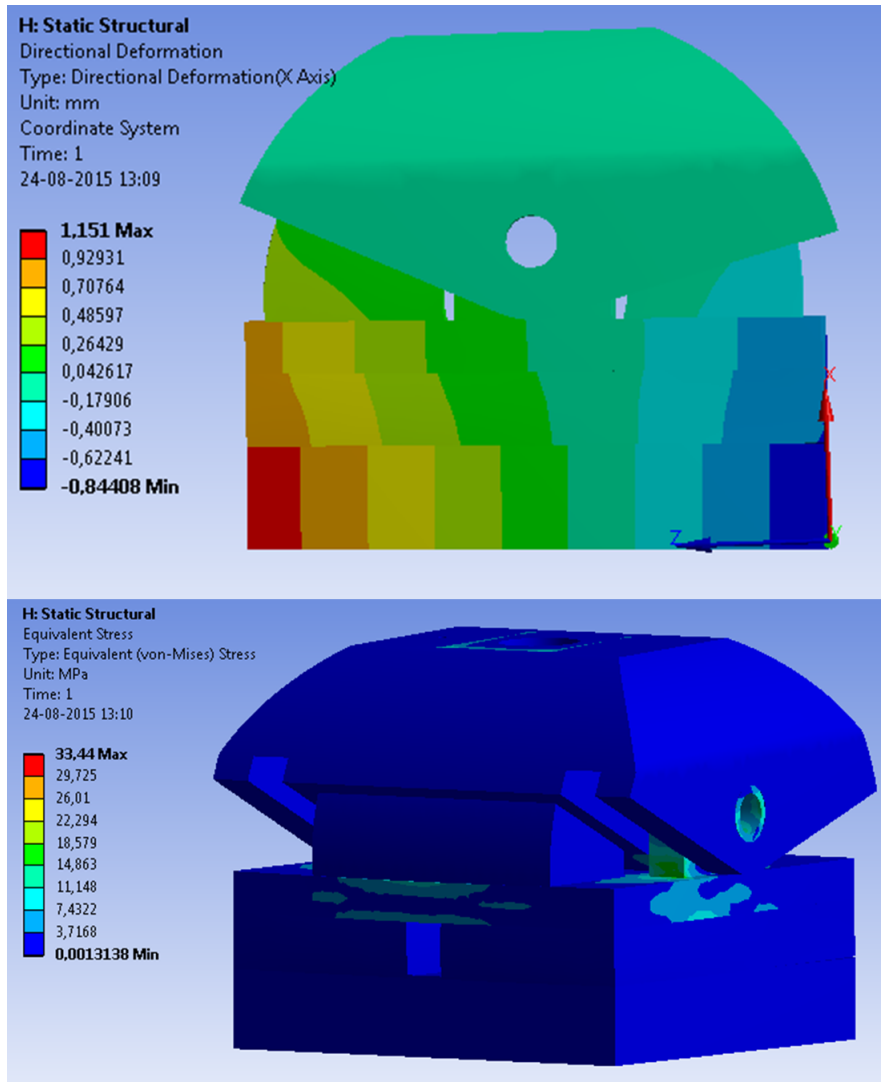 H: Static Structural
Directional Deformation
Type: Directional Deformation(X Axis)
Unit: mm
Coordinate System
Time: 1
24-08-2015 13:09
1,151 Max
0,92931
0,70764
0,48597
0,26429
0,042617
-0,17906
-0,40073
-0,62241
-0,84408 Min
X
Z
Y
H: Static Structural
Equivalent Stress
Type: Equivalent (von-Mises) Stress
Unit: MPa
Time: 1
24-08-2015 13:10
33,44 Max
29,725
26,01
22,294
18,579
14,863
11,148
7,4322
3,7168
0,0013138 Min